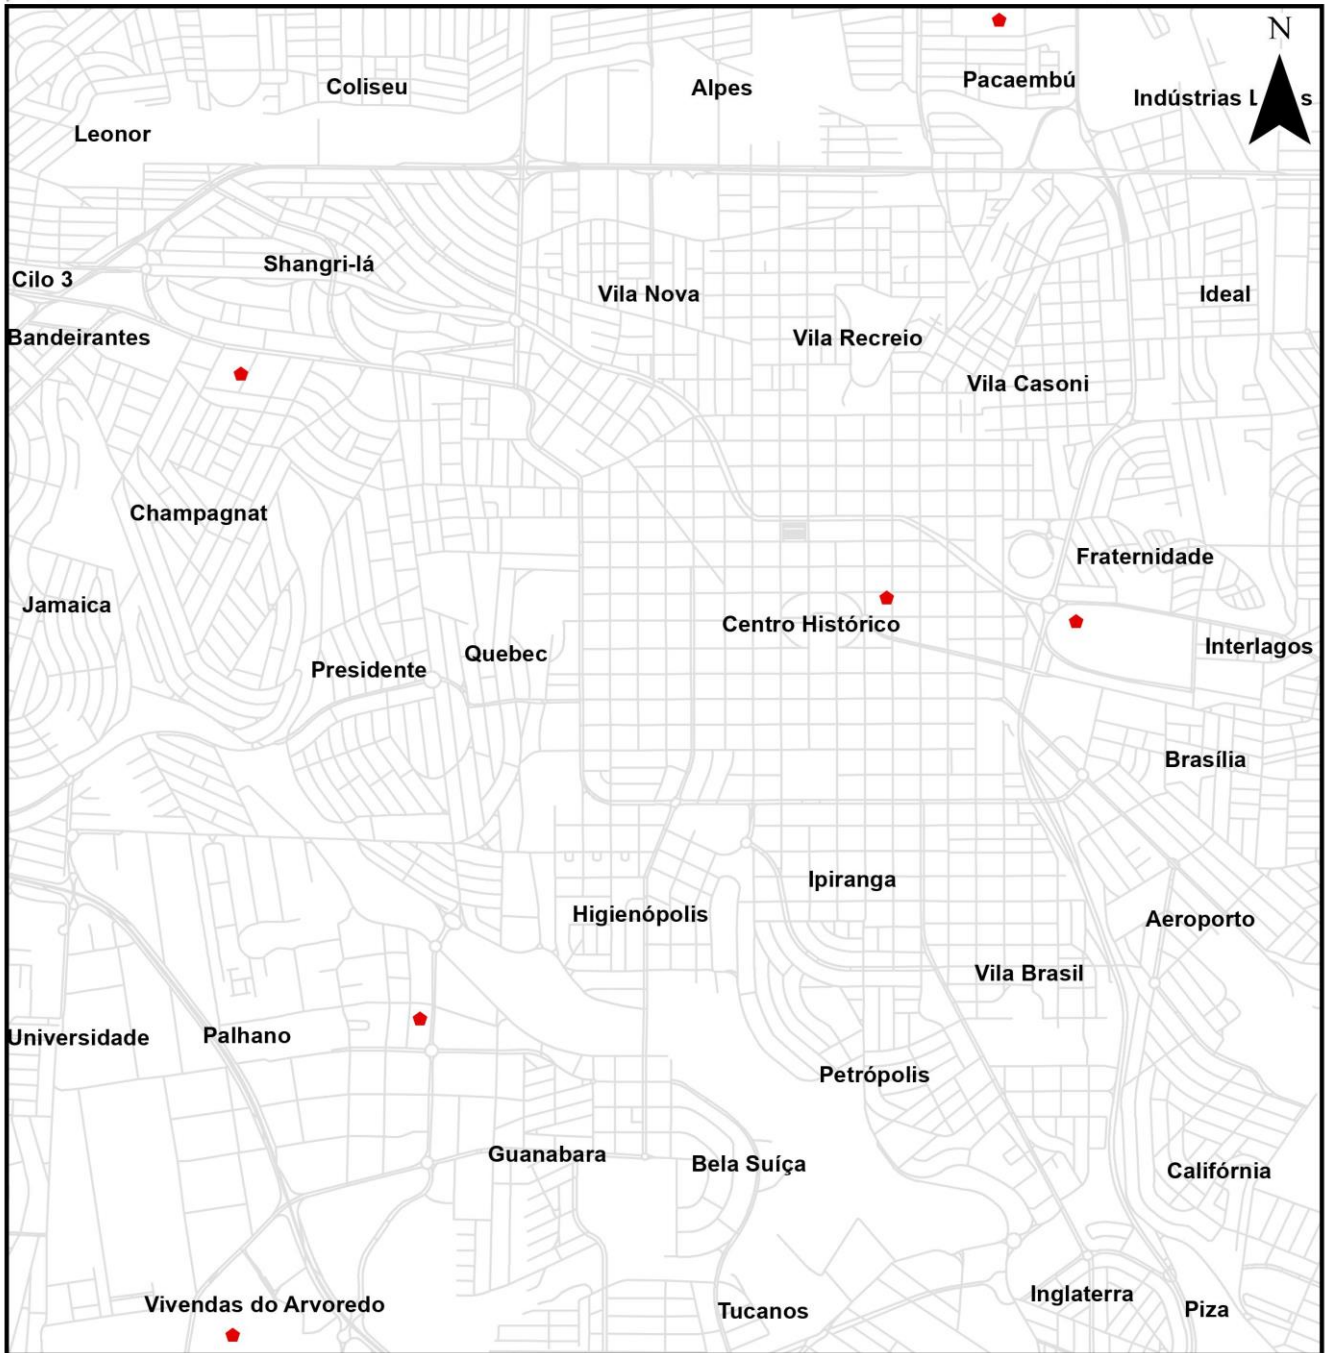 N
Coliseu
Alpes
Pacaembú
Indústrias L s
Leonor
Shangri-lá
Cilo 3
Vila Nova
Ideal
Bandeirantes
Vila Recreio
Vila Casoni
Champagnat
Fraternidade
Jamaica
Centro Histórico
Interlagos
Quebec
Presidente
Brasília
Ipiranga
Higienópolis
Aeroporto
Vila Brasil
Universidade
Palhano
Petrópolis
Guanabara
Bela Suíça
Califórnia
Inglaterra
Vivendas do Arvoredo
Tucanos
Piza